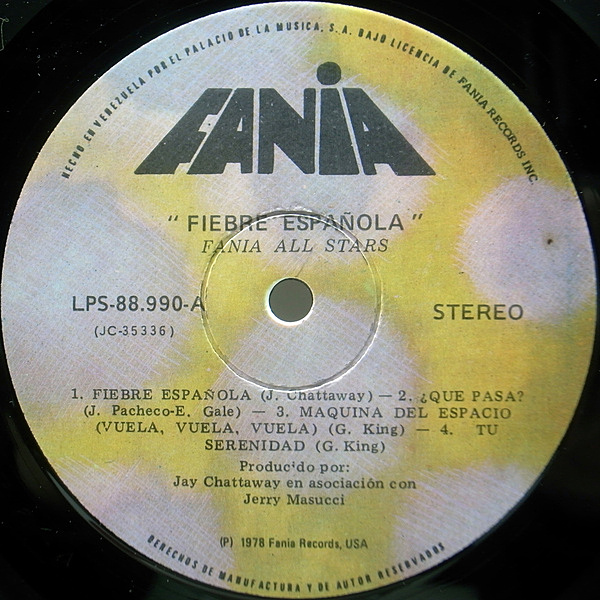 HECHO EN VENEZUELA POR EL PALACIO DE LA MUSICA, S.A. BAJO LICENCIA DE FANIA RECORDS INC.
FANIA
" FIEBRE ESPAÑOLA "
FANIA ALL STARS
LPS-88.990-A
(JC-35336)
STEREO
1. FIEBRE ESPAÑOLA (J. Chattaway) — 2. ¿QUE PASA?
(J. Pacheco-E. Gale) — 3. MAQUINA DEL ESPACIO
(VUELA, VUELA, VUELA) (G. King) — 4. TU
SERENIDAD (G. King)
Producido por:
Jay Chattaway en asociación con
Jerry Masucci
(P) 1978 Fania Records, USA
DERECHOS DE MANUFACTURA Y DE AUTOR RESERVADOS